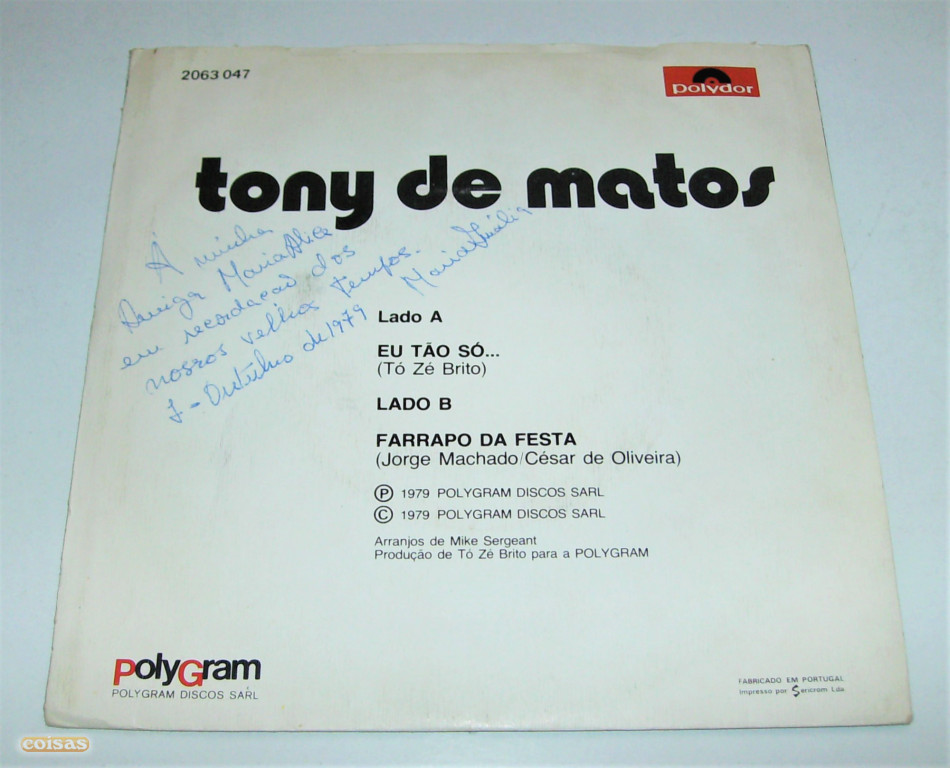 2063 047
polydor
tony de matos
À minha
Amiga Maria Alice
em recordação dos
nossos velhos tempos.
7-Outubro de 1979 Maria Amália
Lado A
EU TÃO SÓ...
(Tó Zé Brito)
LADO B
FARRAPO DA FESTA
(Jorge Machado/César de Oliveira)
Ⓟ 1979 POLYGRAM DISCOS SARL
© 1979 POLYGRAM DISCOS SARL
Arranjos de Mike Sergeant
Produção de Tó Zé Brito para a POLYGRAM
PolyGram
POLYGRAM DISCOS SARL
FABRICADO EM PORTUGAL
Impresso por Sericrom Lda.
coisas